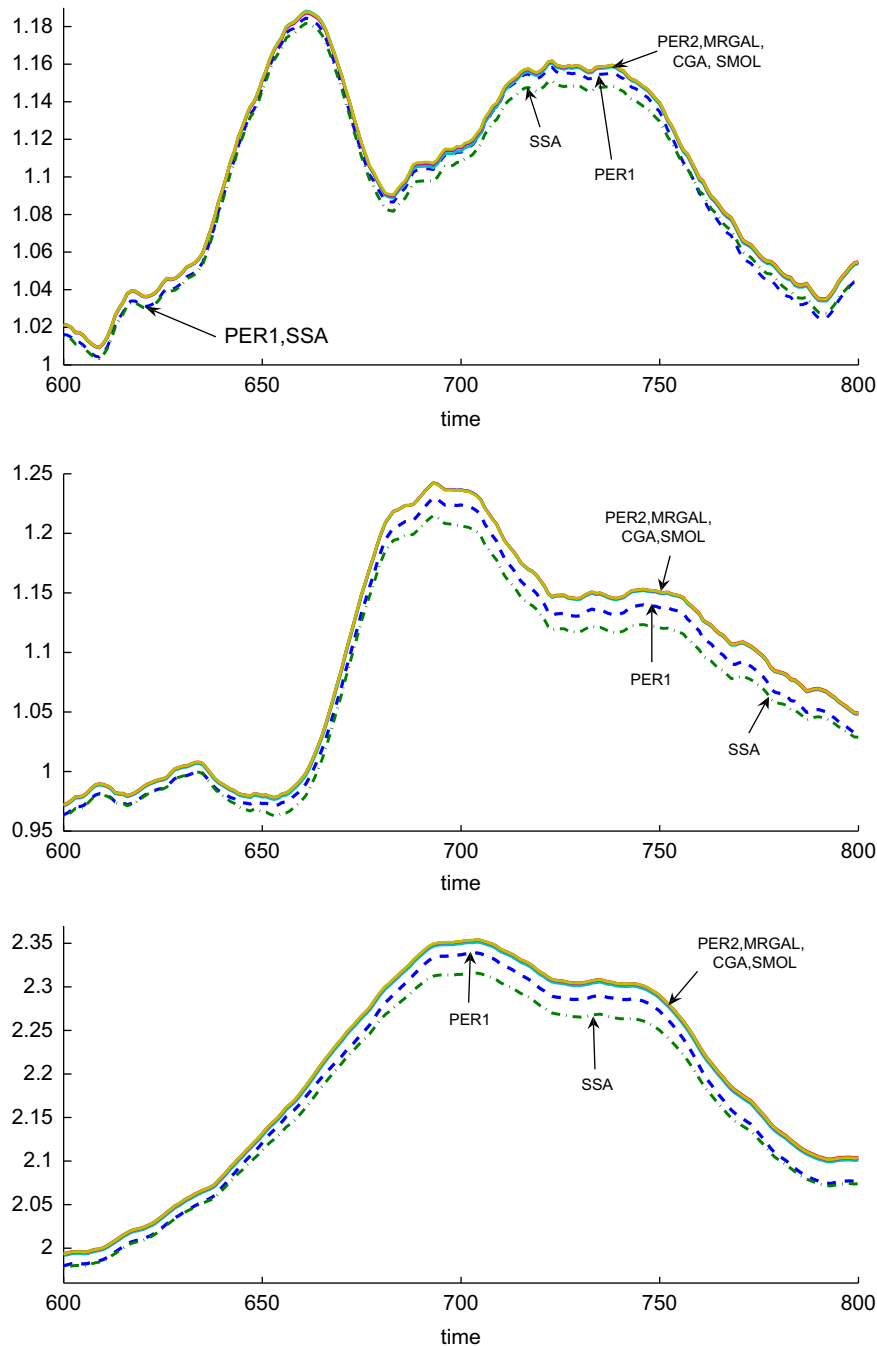 1.18
PER2,MRGAL,
CGA, SMOL
1.16
1.14
SSA
1.12
PER1
1.1
1.08
1.06
1.04
PER1,SSA
1.02
1
600
650
700
750
800
time
1.25
1.2
PER2,MRGAL,
CGA,SMOL
1.15
1.1
PER1
1.05
SSA
1
0.95
600
650
700
750
800
time
2.35
PER2,MRGAL,
CGA,SMOL
2.3
PER1
2.25
SSA
2.2
2.15
2.1
2.05
2
600
650
700
750
800
time